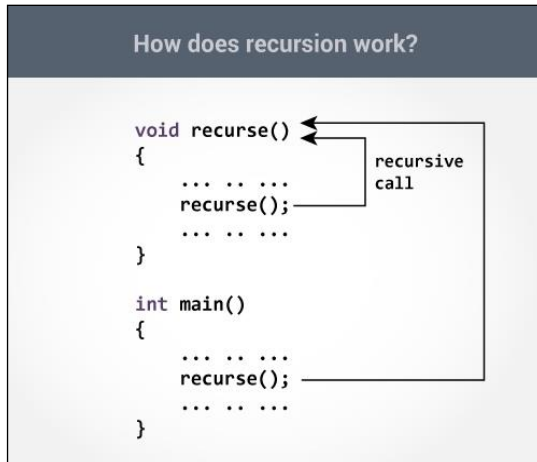 How does recursion work?
void recurse()
{
... .. ...
recurse();
... .. ...
}
recursive
call
int main()
{
... .. ...
recurse();
... .. ...
}